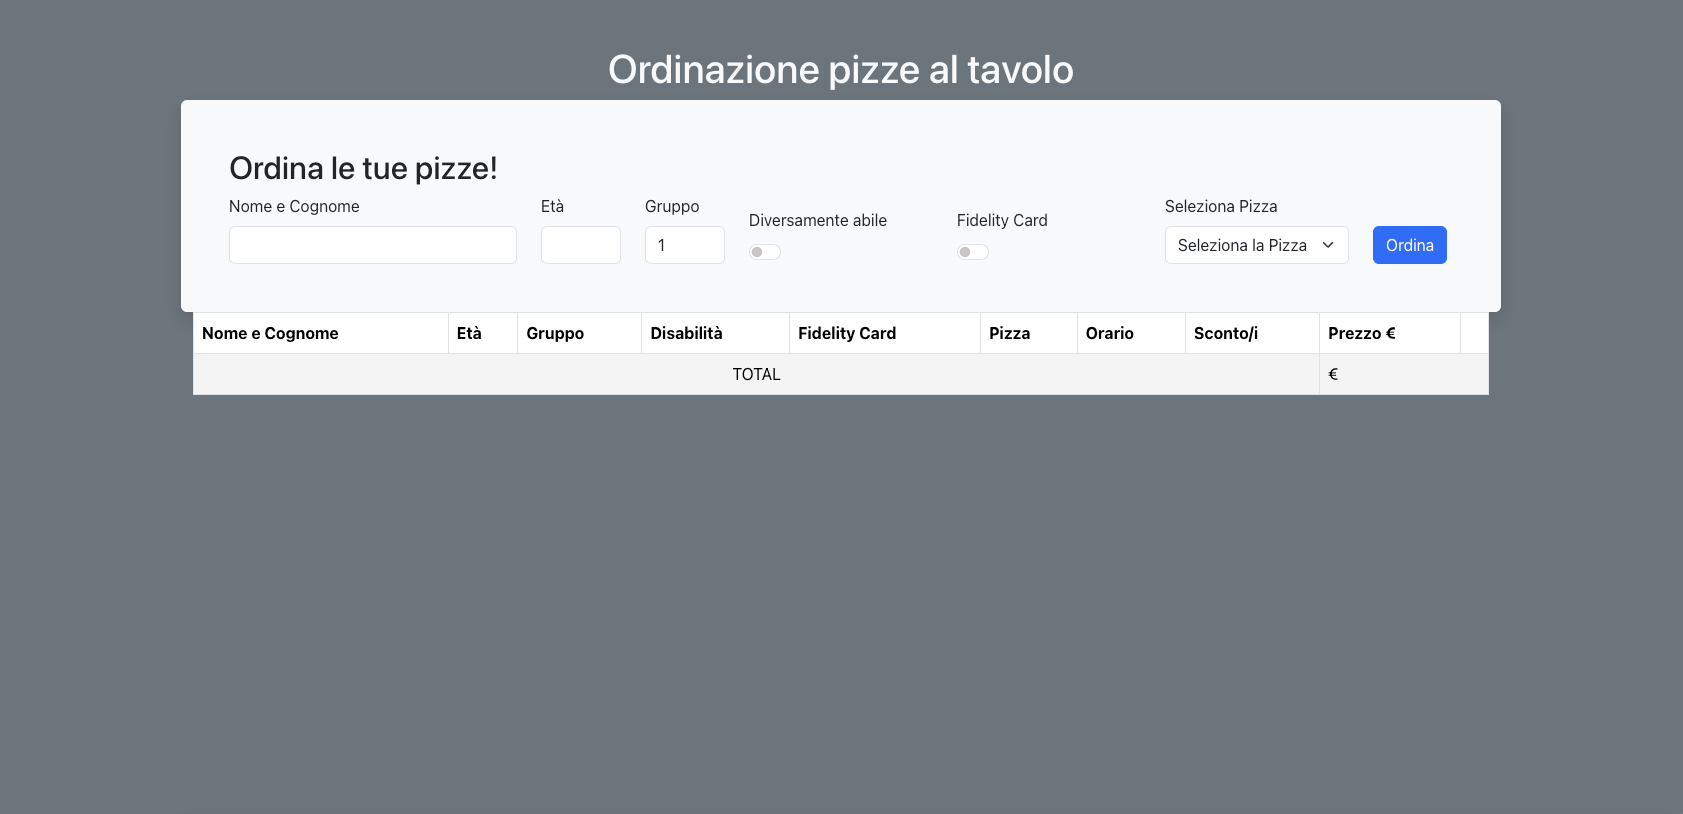 Ordinazione pizze al tavolo
Ordina le tue pizze!
Nome e Cognome
Età
Gruppo
Diversamente abile
Fidelity Card
Seleziona Pizza
1
Seleziona la Pizza
Ordina
Nome e Cognome Età Gruppo Disabilità Fidelity Card Pizza Orario Sconto/i Prezzo €
TOTAL €